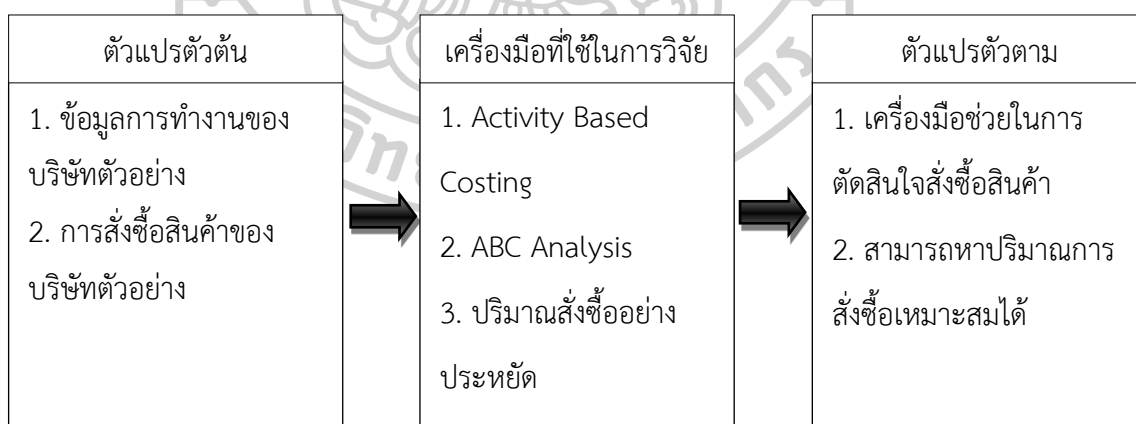 ตัวแปรตัวต้น
1. ข้อมูลการทำงานของ
บริษัทตัวอย่าง
2. การสั่งซื้อสินค้าของ
บริษัทตัวอย่าง
เครื่องมือที่ใช้ในการวิจัย
1. Activity Based
Costing
2. ABC Analysis
3. ปริมาณสั่งซื้ออย่าง
ประหยัด
ตัวแปรตัวตาม
1. เครื่องมือช่วยในการ
ตัดสินใจสั่งซื้อสินค้า
2. สามารถหาปริมาณการ
สั่งซื้อเหมาะสมได้